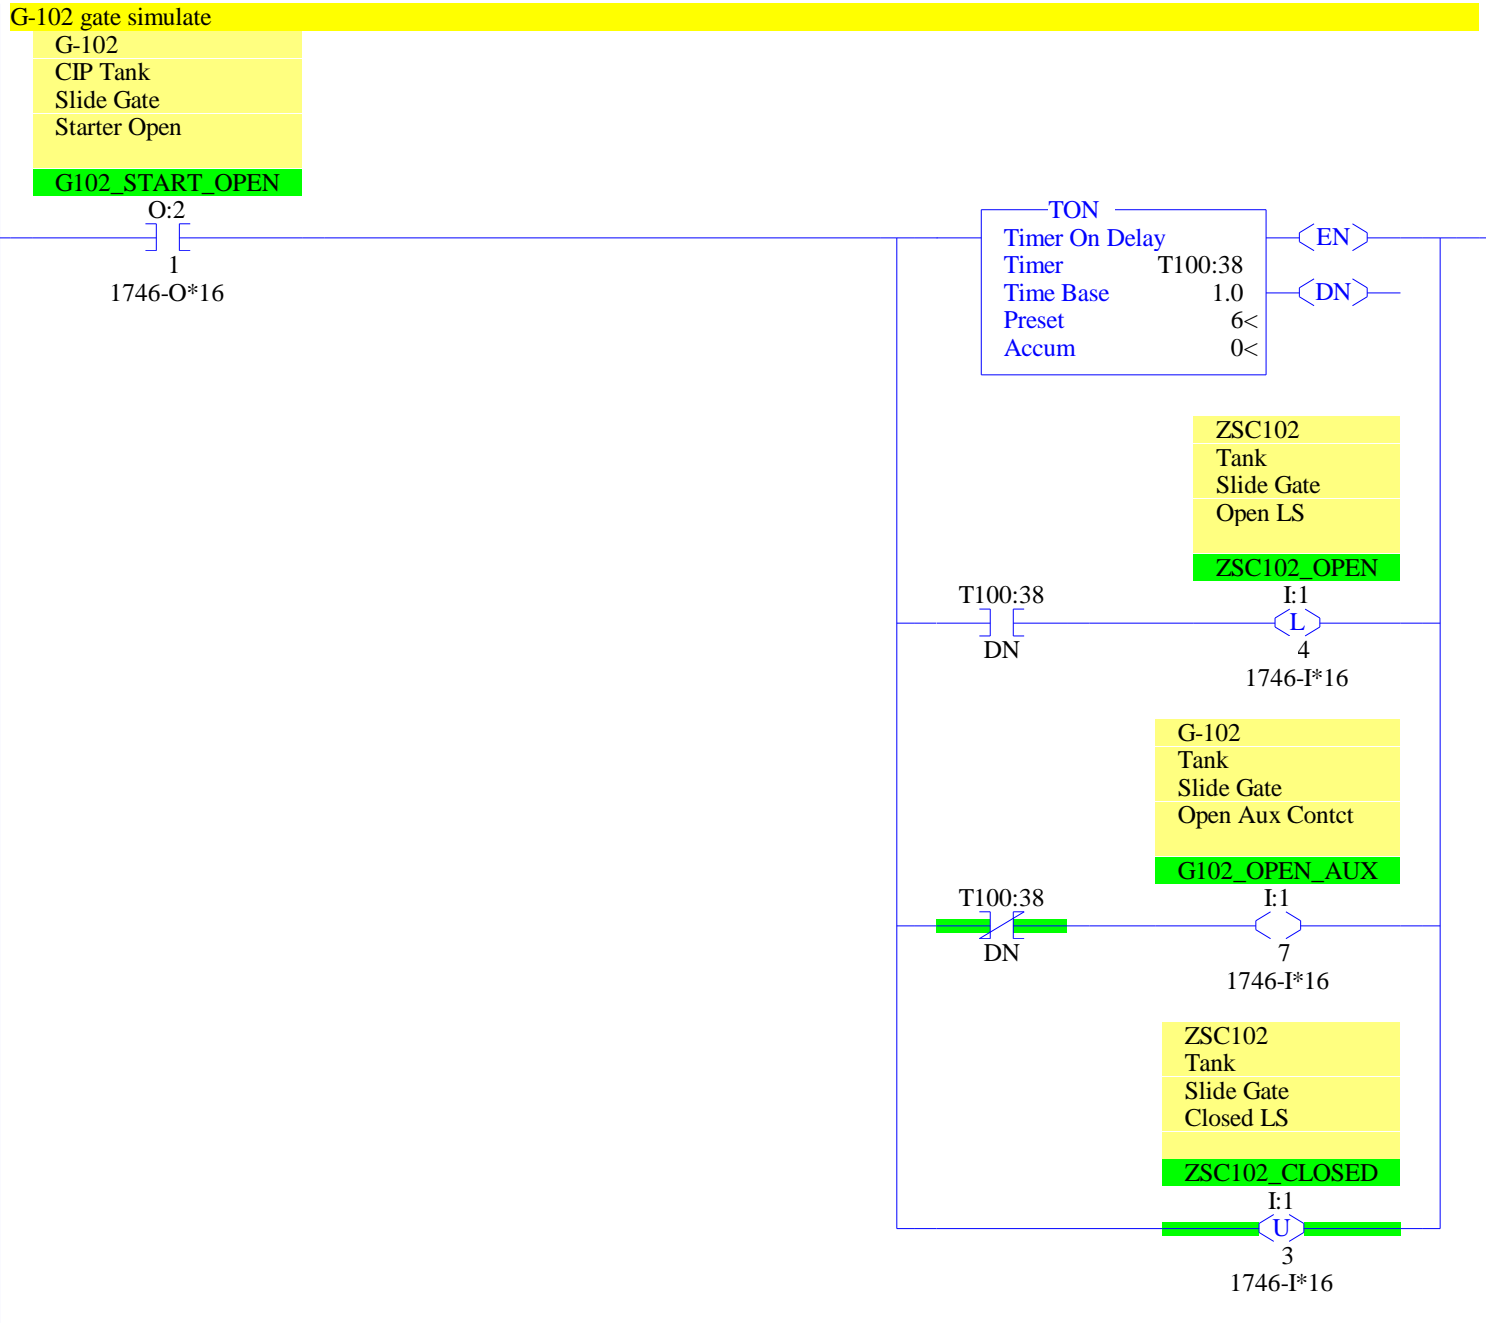 G-102 gate simulate
G-102
CIP Tank
Slide Gate
Starter Open
G102_START_OPEN
O:2
1
1746-O*16
TON
Timer On Delay
Timer T100:38
Time Base 1.0
Preset 6<
Accum 0<
EN
DN
ZSC102
Tank
Slide Gate
Open LS
ZSC102_OPEN
T100:38
DN
I:1
L
4
1746-I*16
G-102
Tank
Slide Gate
Open Aux Contct
G102_OPEN_AUX
T100:38
DN
I:1
7
1746-I*16
ZSC102
Tank
Slide Gate
Closed LS
ZSC102_CLOSED
I:1
U
3
1746-I*16